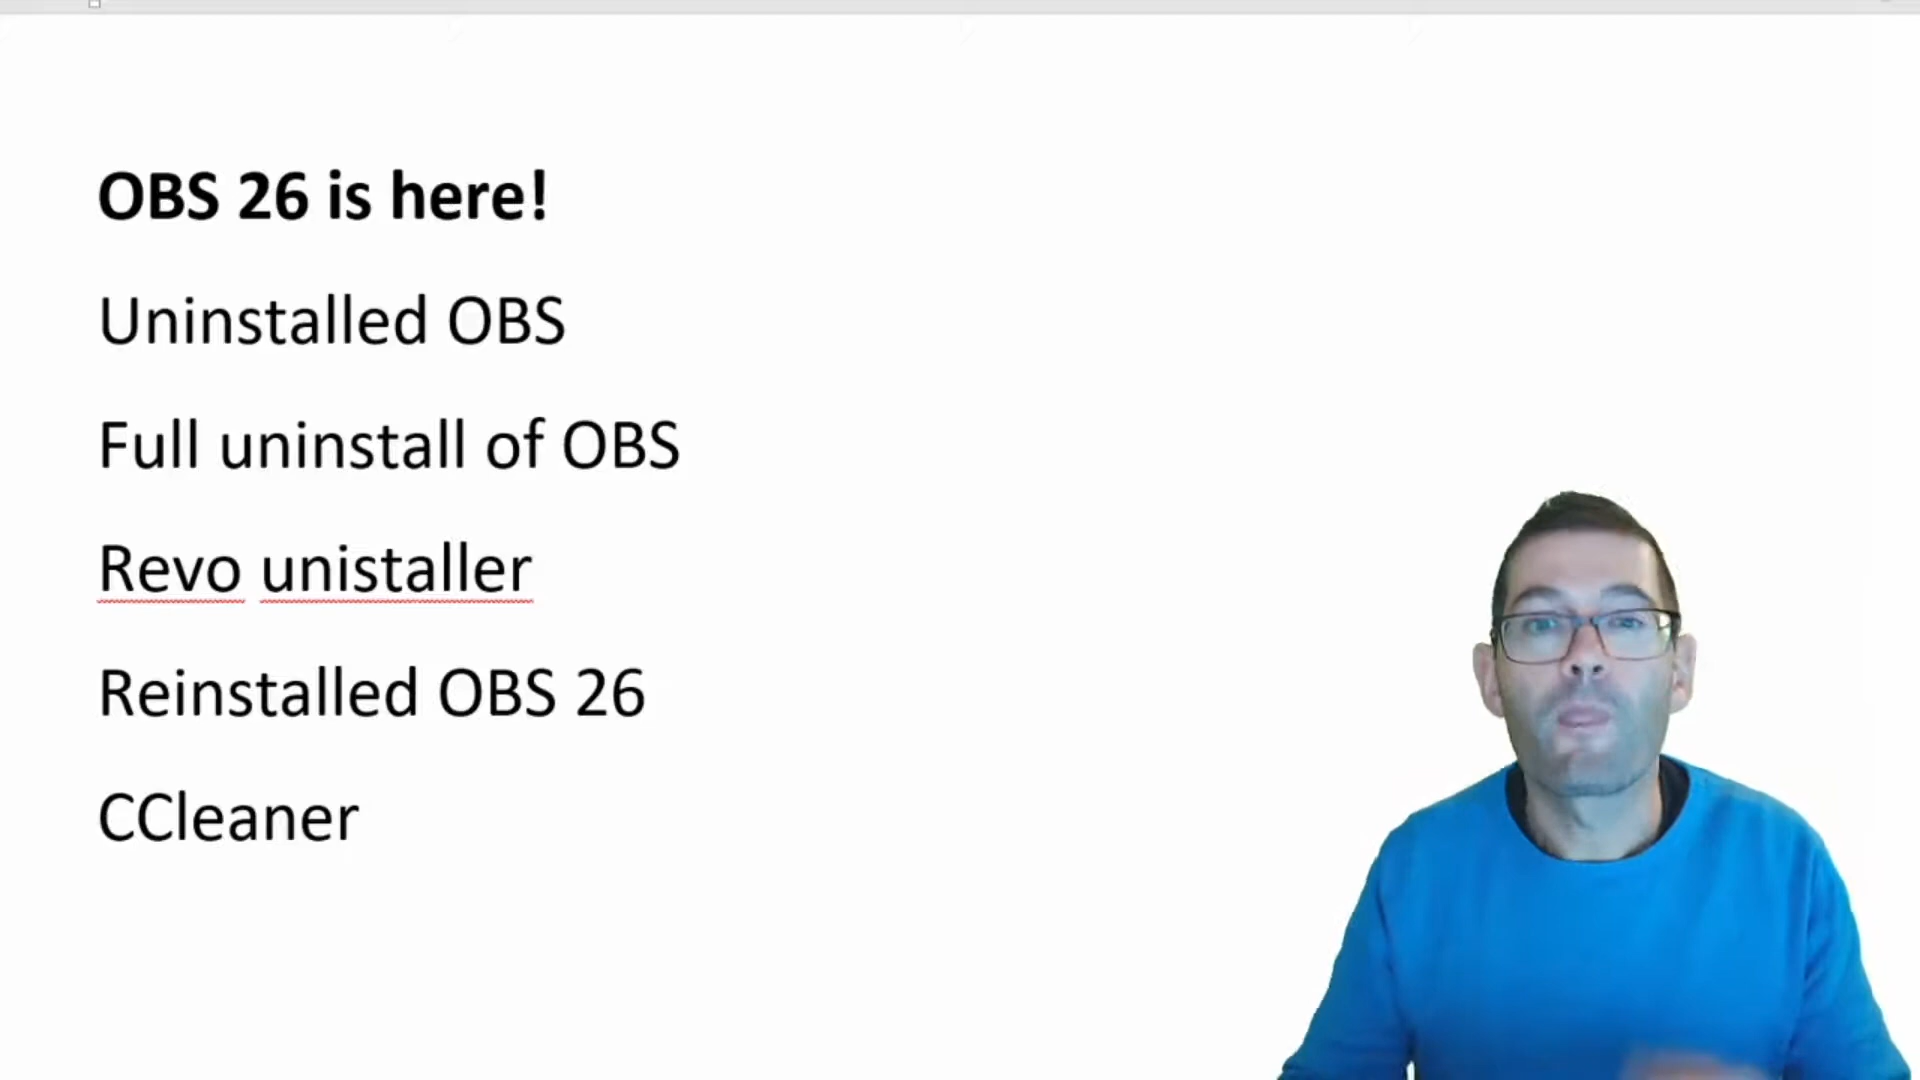 OBS 26 is here!
Uninstalled OBS
Full uninstall of OBS
Revo unistaller
Reinstalled OBS 26
CCleaner